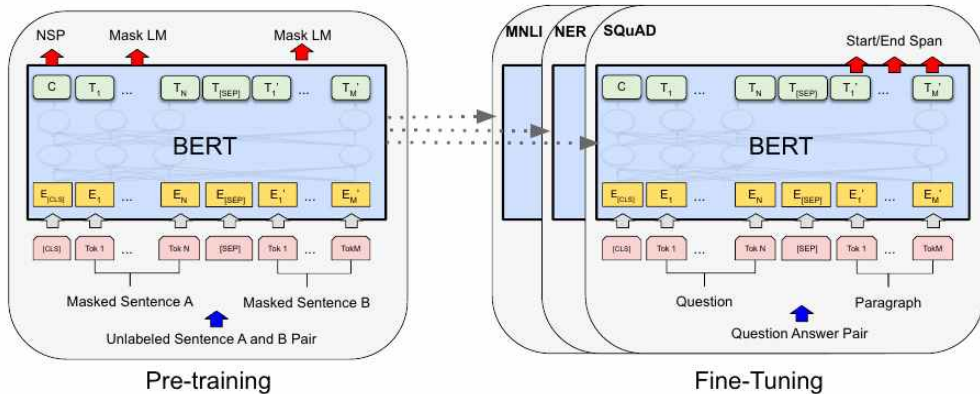 NSP Mask LM Mask LM
C T1 ... TN T[SEP] T1' ... TM'
BERT
E[CLS] E1 ... EN E[SEP] E1' ... EM'
[CLS] Tok 1 ... Tok N [SEP] Tok 1 ... TokM
Masked Sentence A Masked Sentence B
Unlabeled Sentence A and B Pair
Pre-training
MNLI NER SQuAD
Start/End Span
C T1 ... TN T[SEP] T1' ... TM'
BERT
E[CLS] E1 ... EN E[SEP] E1' ... EM'
[CLS] Tok 1 ... Tok N [SEP] Tok 1 ... TokM
Question Paragraph
Question Answer Pair
Fine-Tuning